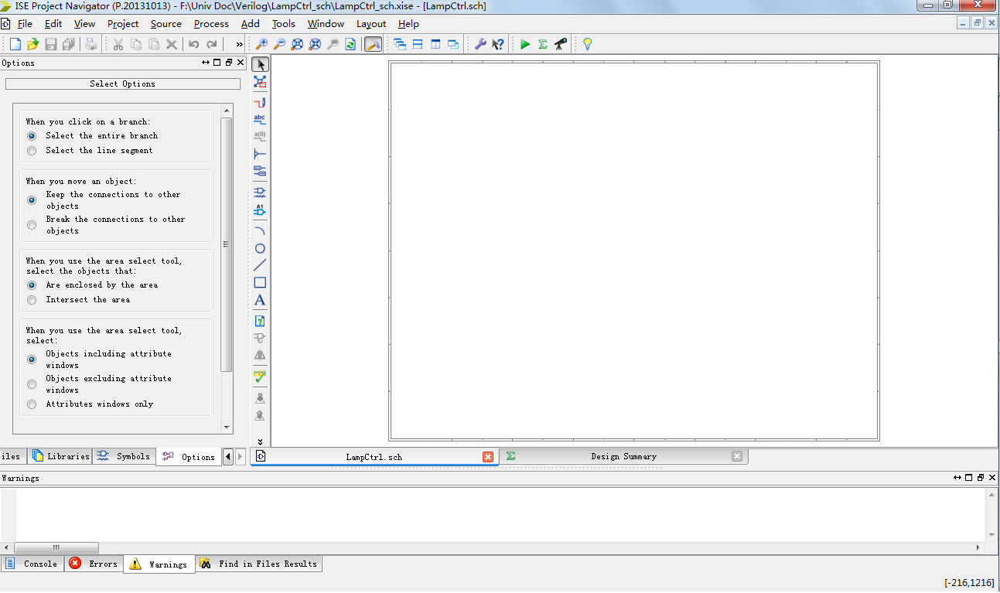 ISE Project Navigator (P.20131013) - F:\Univ Doc\Verilog\LampCtrl_sch\LampCtrl_sch.xise - [LampCtrl.sch]
File Edit View Project Source Process Add Tools Window Layout Help
Options
Select Options
When you click on a branch:
Select the entire branch
Select the line segment
When you move an object:
Keep the connections to other
objects
Break the connections to other
objects
When you use the area select tool,
select the objects that:
Are enclosed by the area
Intersect the area
When you use the area select tool,
select:
Objects including attribute
windows
Objects excluding attribute
windows
Attributes windows only
abc
a(0)
A1
A
iles Libraries Symbols Options
LampCtrl.sch Design Summary
Warnings
Console Errors Warnings Find in Files Results
[-216,1216]